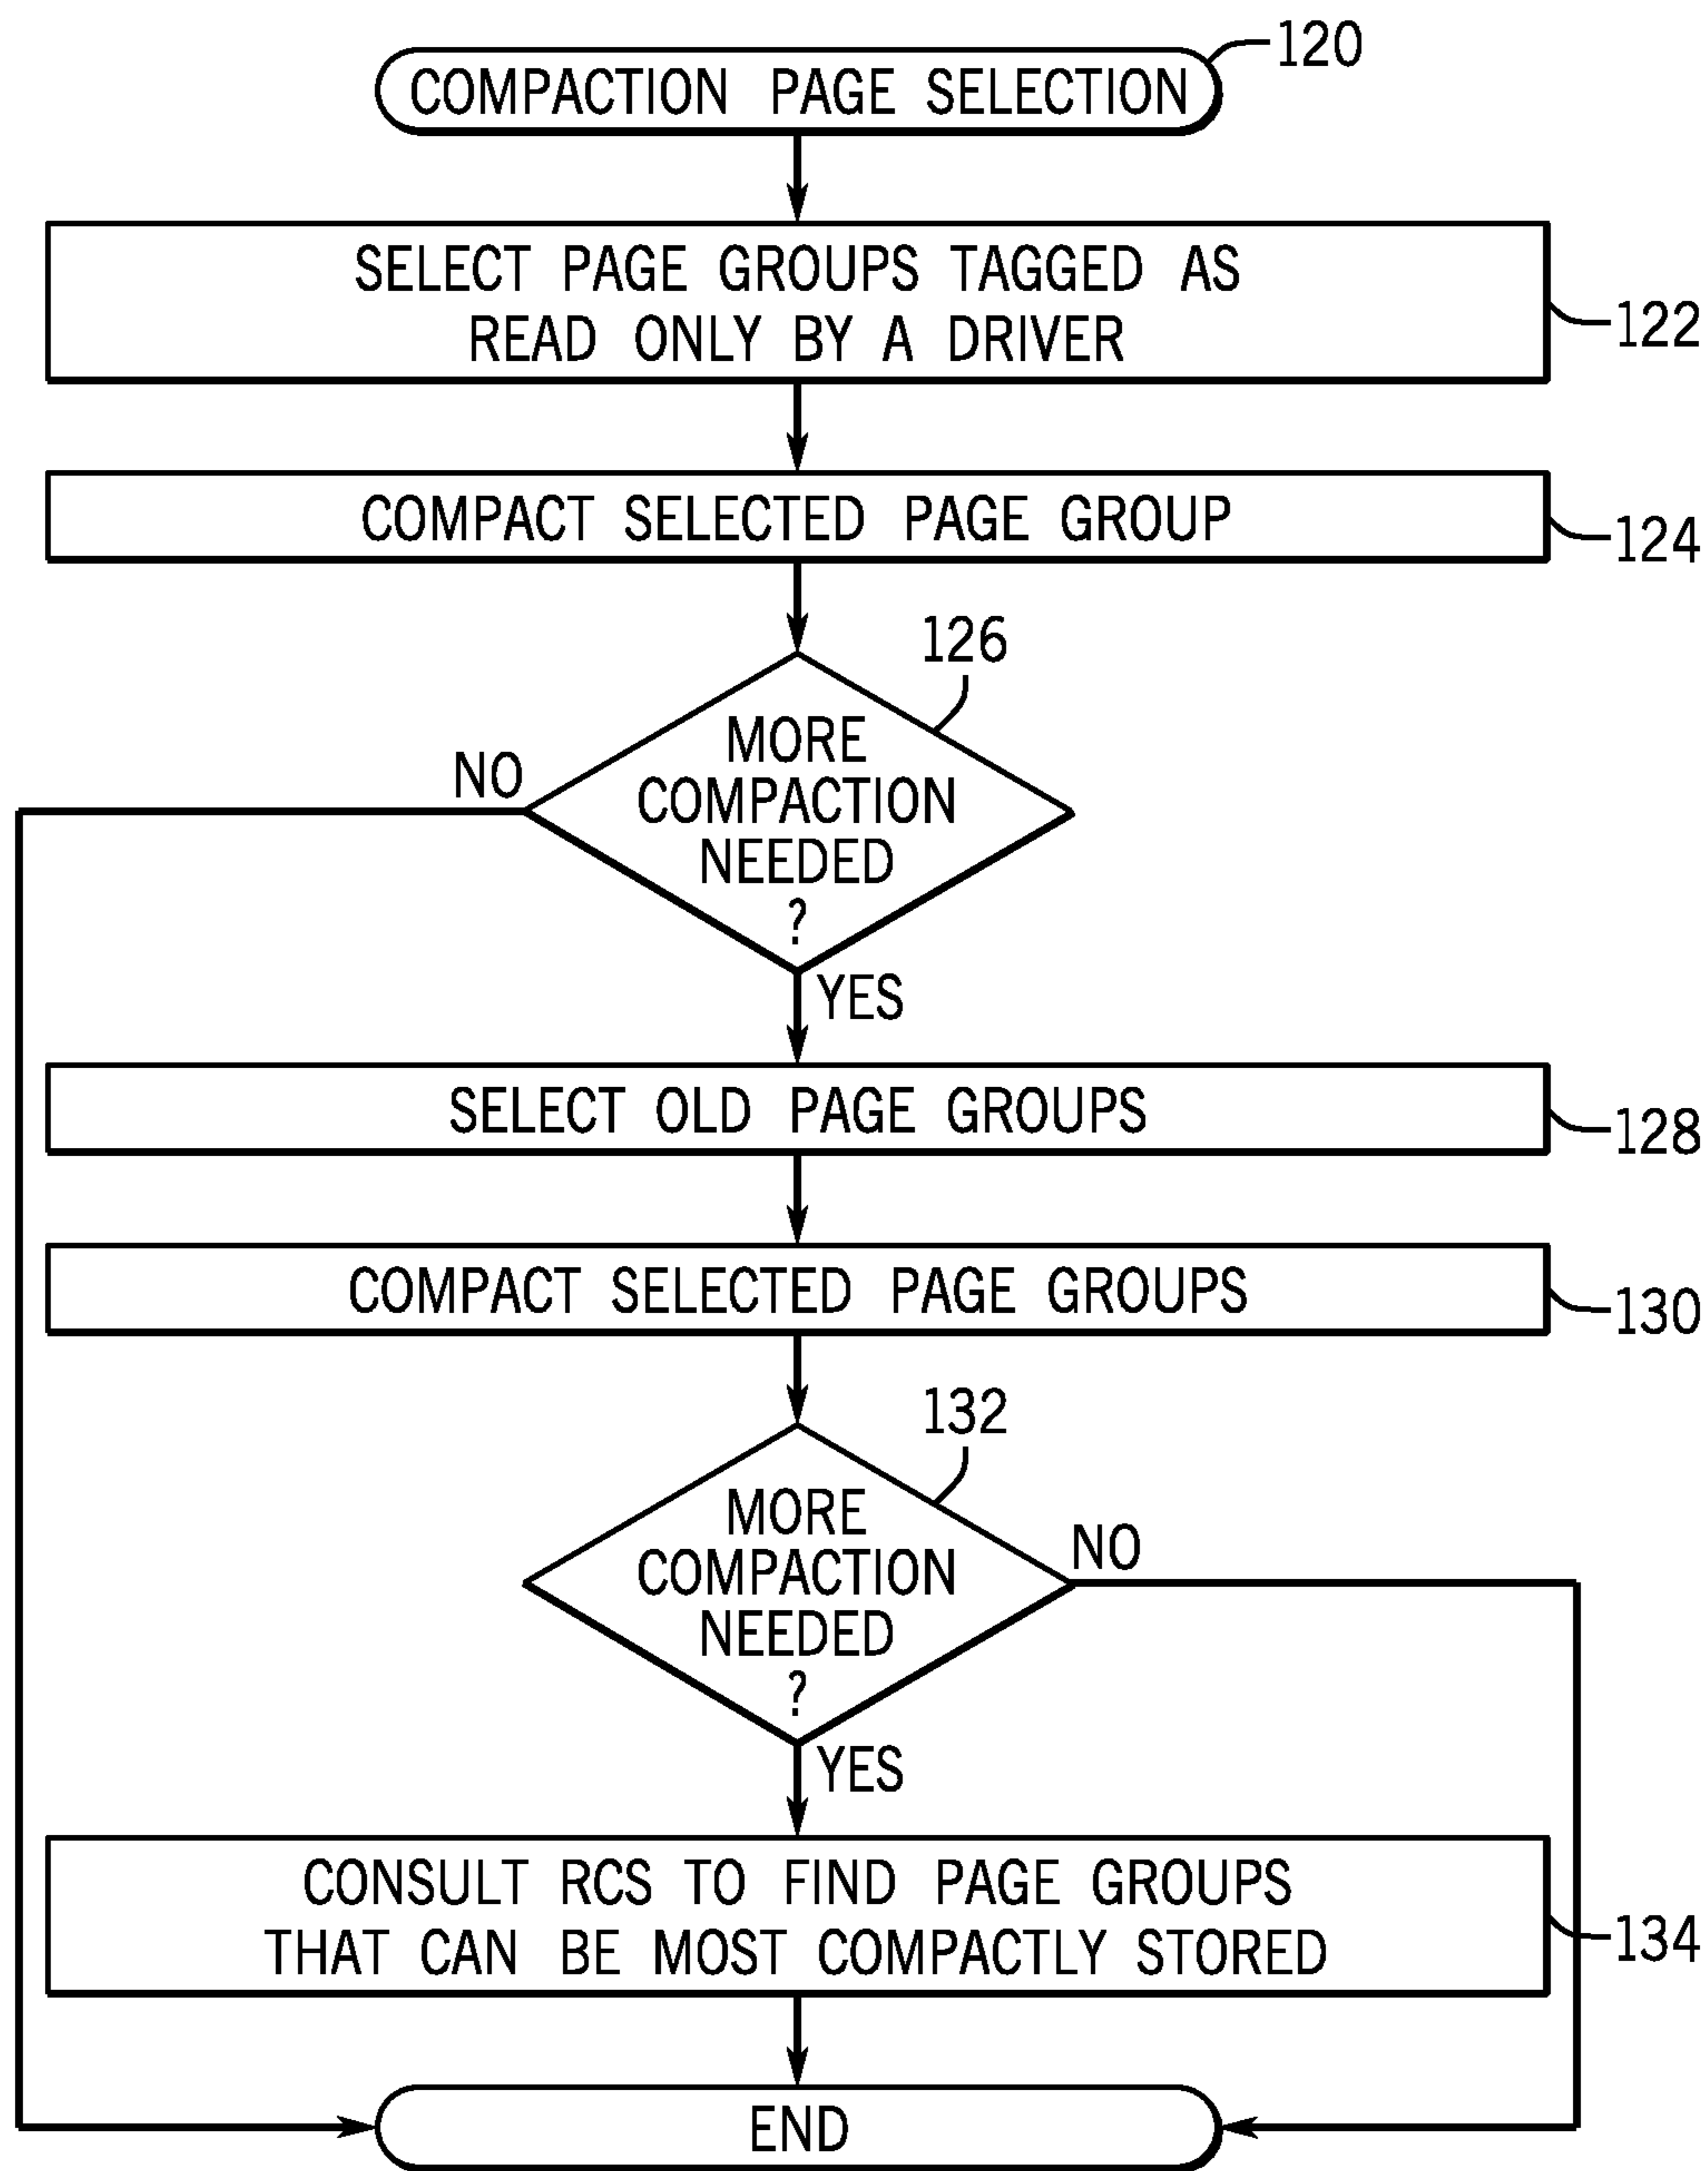 COMPACTION PAGE SELECTION
120
SELECT PAGE GROUPS TAGGED AS
READ ONLY BY A DRIVER
122
COMPACT SELECTED PAGE GROUP
124
126
MORE
COMPACTION
NEEDED
?
NO
YES
SELECT OLD PAGE GROUPS
128
COMPACT SELECTED PAGE GROUPS
130
132
MORE
COMPACTION
NEEDED
?
NO
YES
CONSULT RCS TO FIND PAGE GROUPS
THAT CAN BE MOST COMPACTLY STORED
134
END